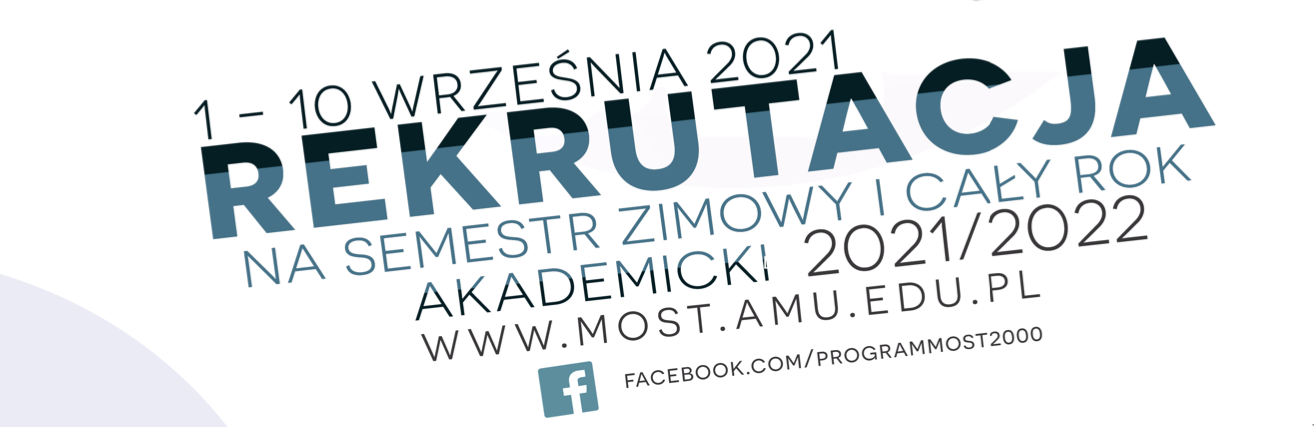 1 – 10 WRZEŚNIA 2021
REKRUTACJA
NA SEMESTR ZIMOWY I CAŁY ROK
AKADEMICKI 2021/2022
WWW.MOST.AMU.EDU.PL
f FACEBOOK.COM/PROGRAMMOST2000